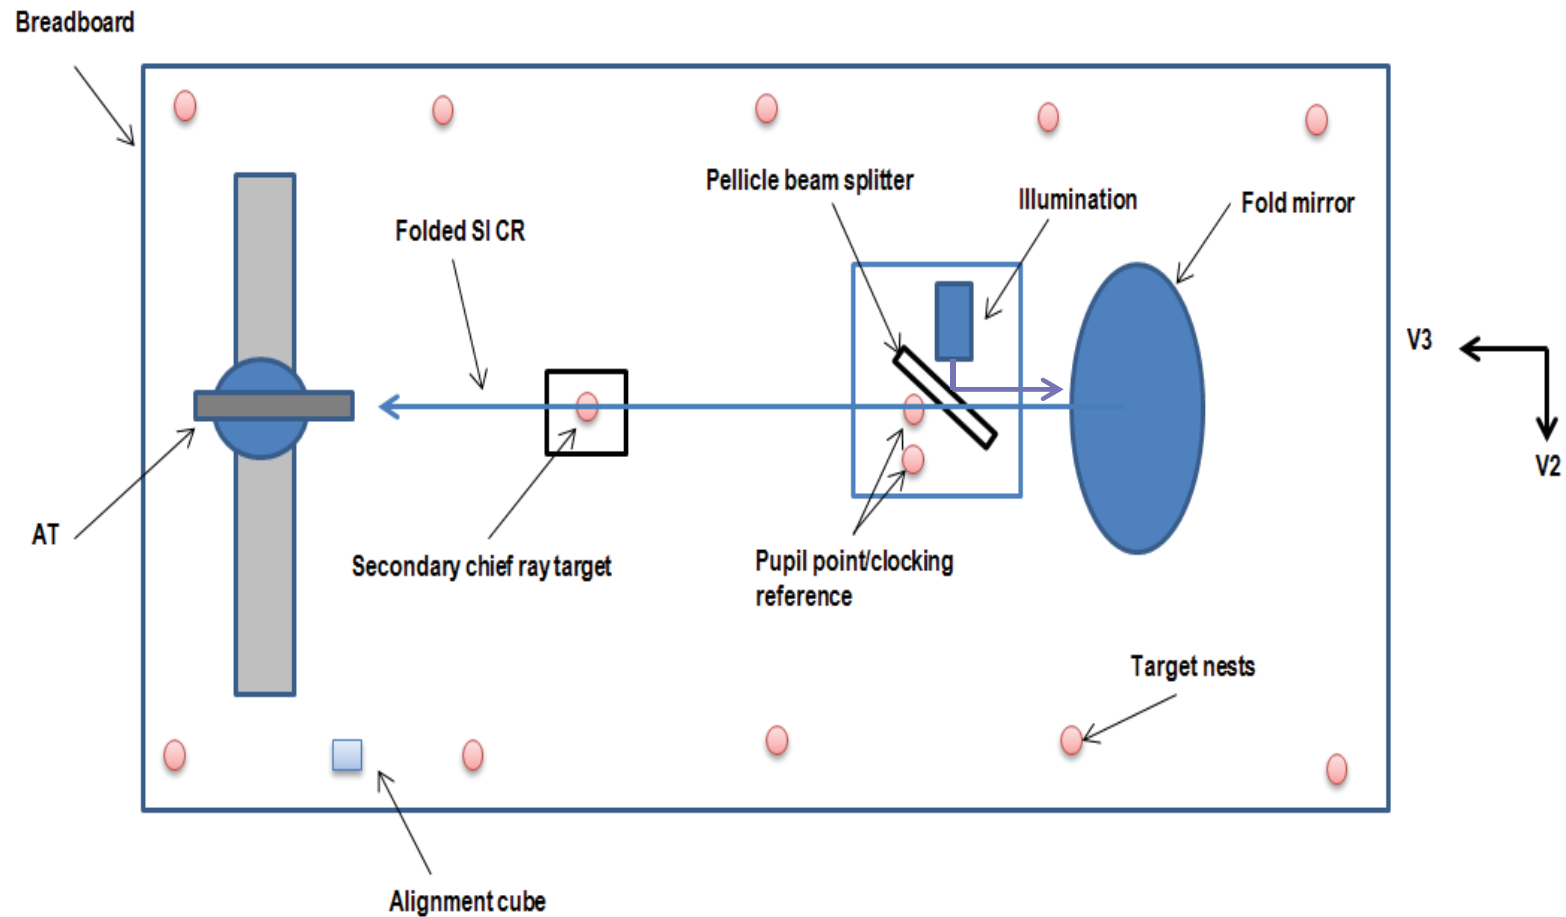 Breadboard
Pellicle beam splitter
Illumination
Fold mirror
Folded SI CR
V3
V2
AT
Secondary chief ray target
Pupil point/clocking
reference
Target nests
Alignment cube